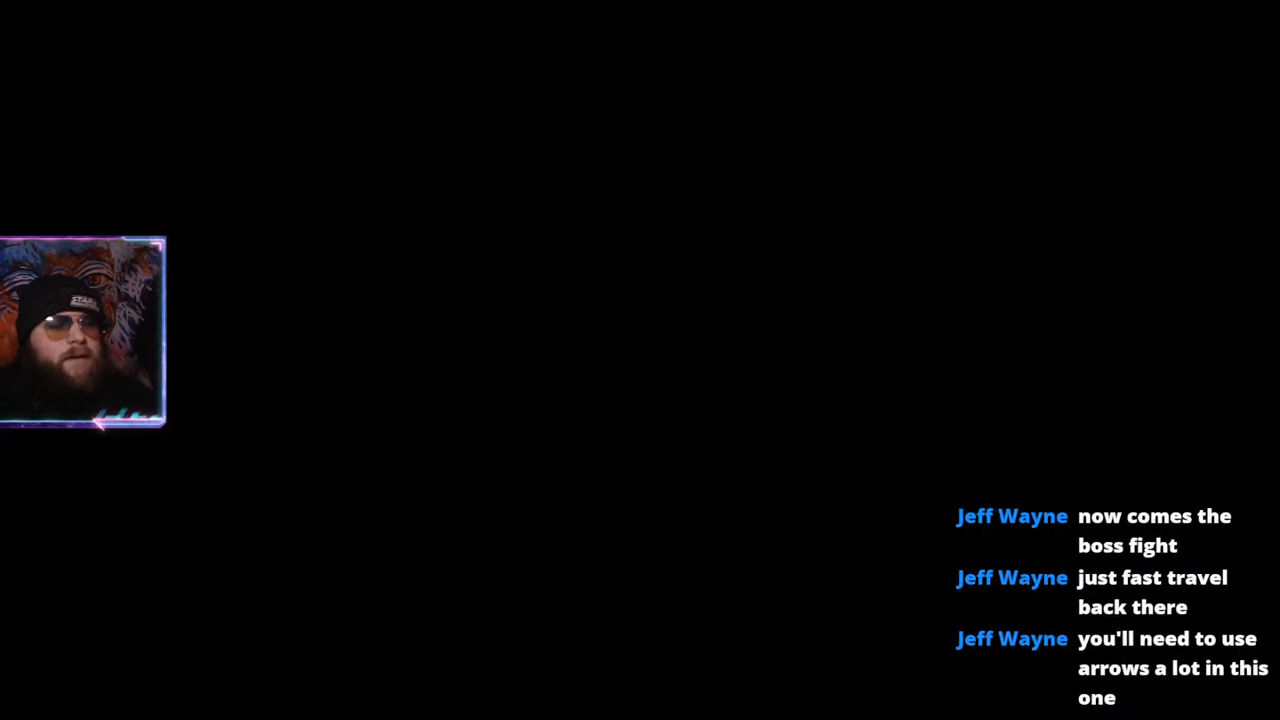 Jeff Wayne now comes the
boss fight
Jeff Wayne just fast travel
back there
Jeff Wayne you'll need to use
arrows a lot in this
one